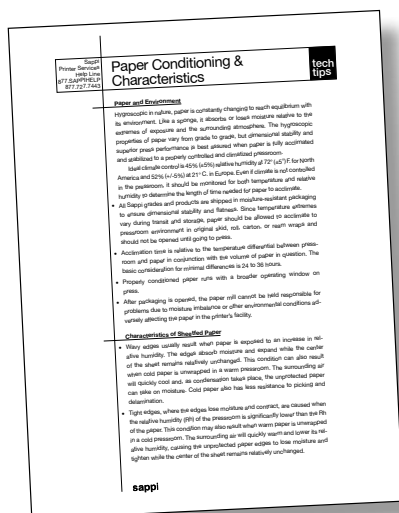 Sappi
Printer Services
Help Line
877.SAPPIHELP
877.727.7443
Paper Conditioning &
Characteristics
tech
tips
Paper and Environment
Hygroscopic in nature, paper is constantly changing to reach equilibrium with
its environment. Like a sponge, it absorbs or loses moisture relative to the
extremes of exposure and the surrounding atmosphere. The hygroscopic
properties of paper vary from grade to grade, but dimensional stability and
superior press performance is best assured when paper is fully acclimated
and stabilized to a properly controlled and climatized pressroom.
Ideal climate control is 45% (±5%) relative humidity at 72° (±5°) F. for North
America and 52% (+/-5%) at 21° C. in Europe. Even if climate is not controlled
in the pressroom, it should be monitored for both temperature and relative
humidity to determine the length of time needed for paper to acclimate.
• All Sappi grades and products are shipped in moisture-resistant packaging
to ensure dimensional stability and flatness. Since temperature extremes
vary during transit and storage, paper should be allowed to acclimate to
pressroom environment in original skid, roll, carton, or ream wraps and
should not be opened until going to press.
• Acclimation time is relative to the temperature differential between press-
room and paper in conjunction with the volume of paper in question. The
basic consideration for minimal differences is 24 to 36 hours.
• Properly conditioned paper runs with a broader operating window on
press.
• After packaging is opened, the paper mill cannot be held responsible for
problems due to moisture imbalance or other environmental conditions ad-
versely affecting the paper in the printer's facility.
Characteristics of Sheetfed Paper
• Wavy edges usually result when paper is exposed to an increase in rel-
ative humidity. The edges absorb moisture and expand while the center
of the sheet remains relatively unchanged. This condition can also result
when cold paper is unwrapped in a warm pressroom. The surrounding air
will quickly cool and, as condensation takes place, the unprotected paper
can take on moisture. Cold paper also has less resistance to picking and
delamination.
• Tight edges, where the edges lose moisture and contract, are caused when
the relative humidity (RH) of the pressroom is significantly lower than the Rh
of the paper. This condition may also result when warm paper is unwrapped
in a cold pressroom. The surrounding air will quickly warm and lower its rel-
ative humidity, causing the unprotected paper edges to lose moisture and
tighten while the center of the sheet remains relatively unchanged.
sappi